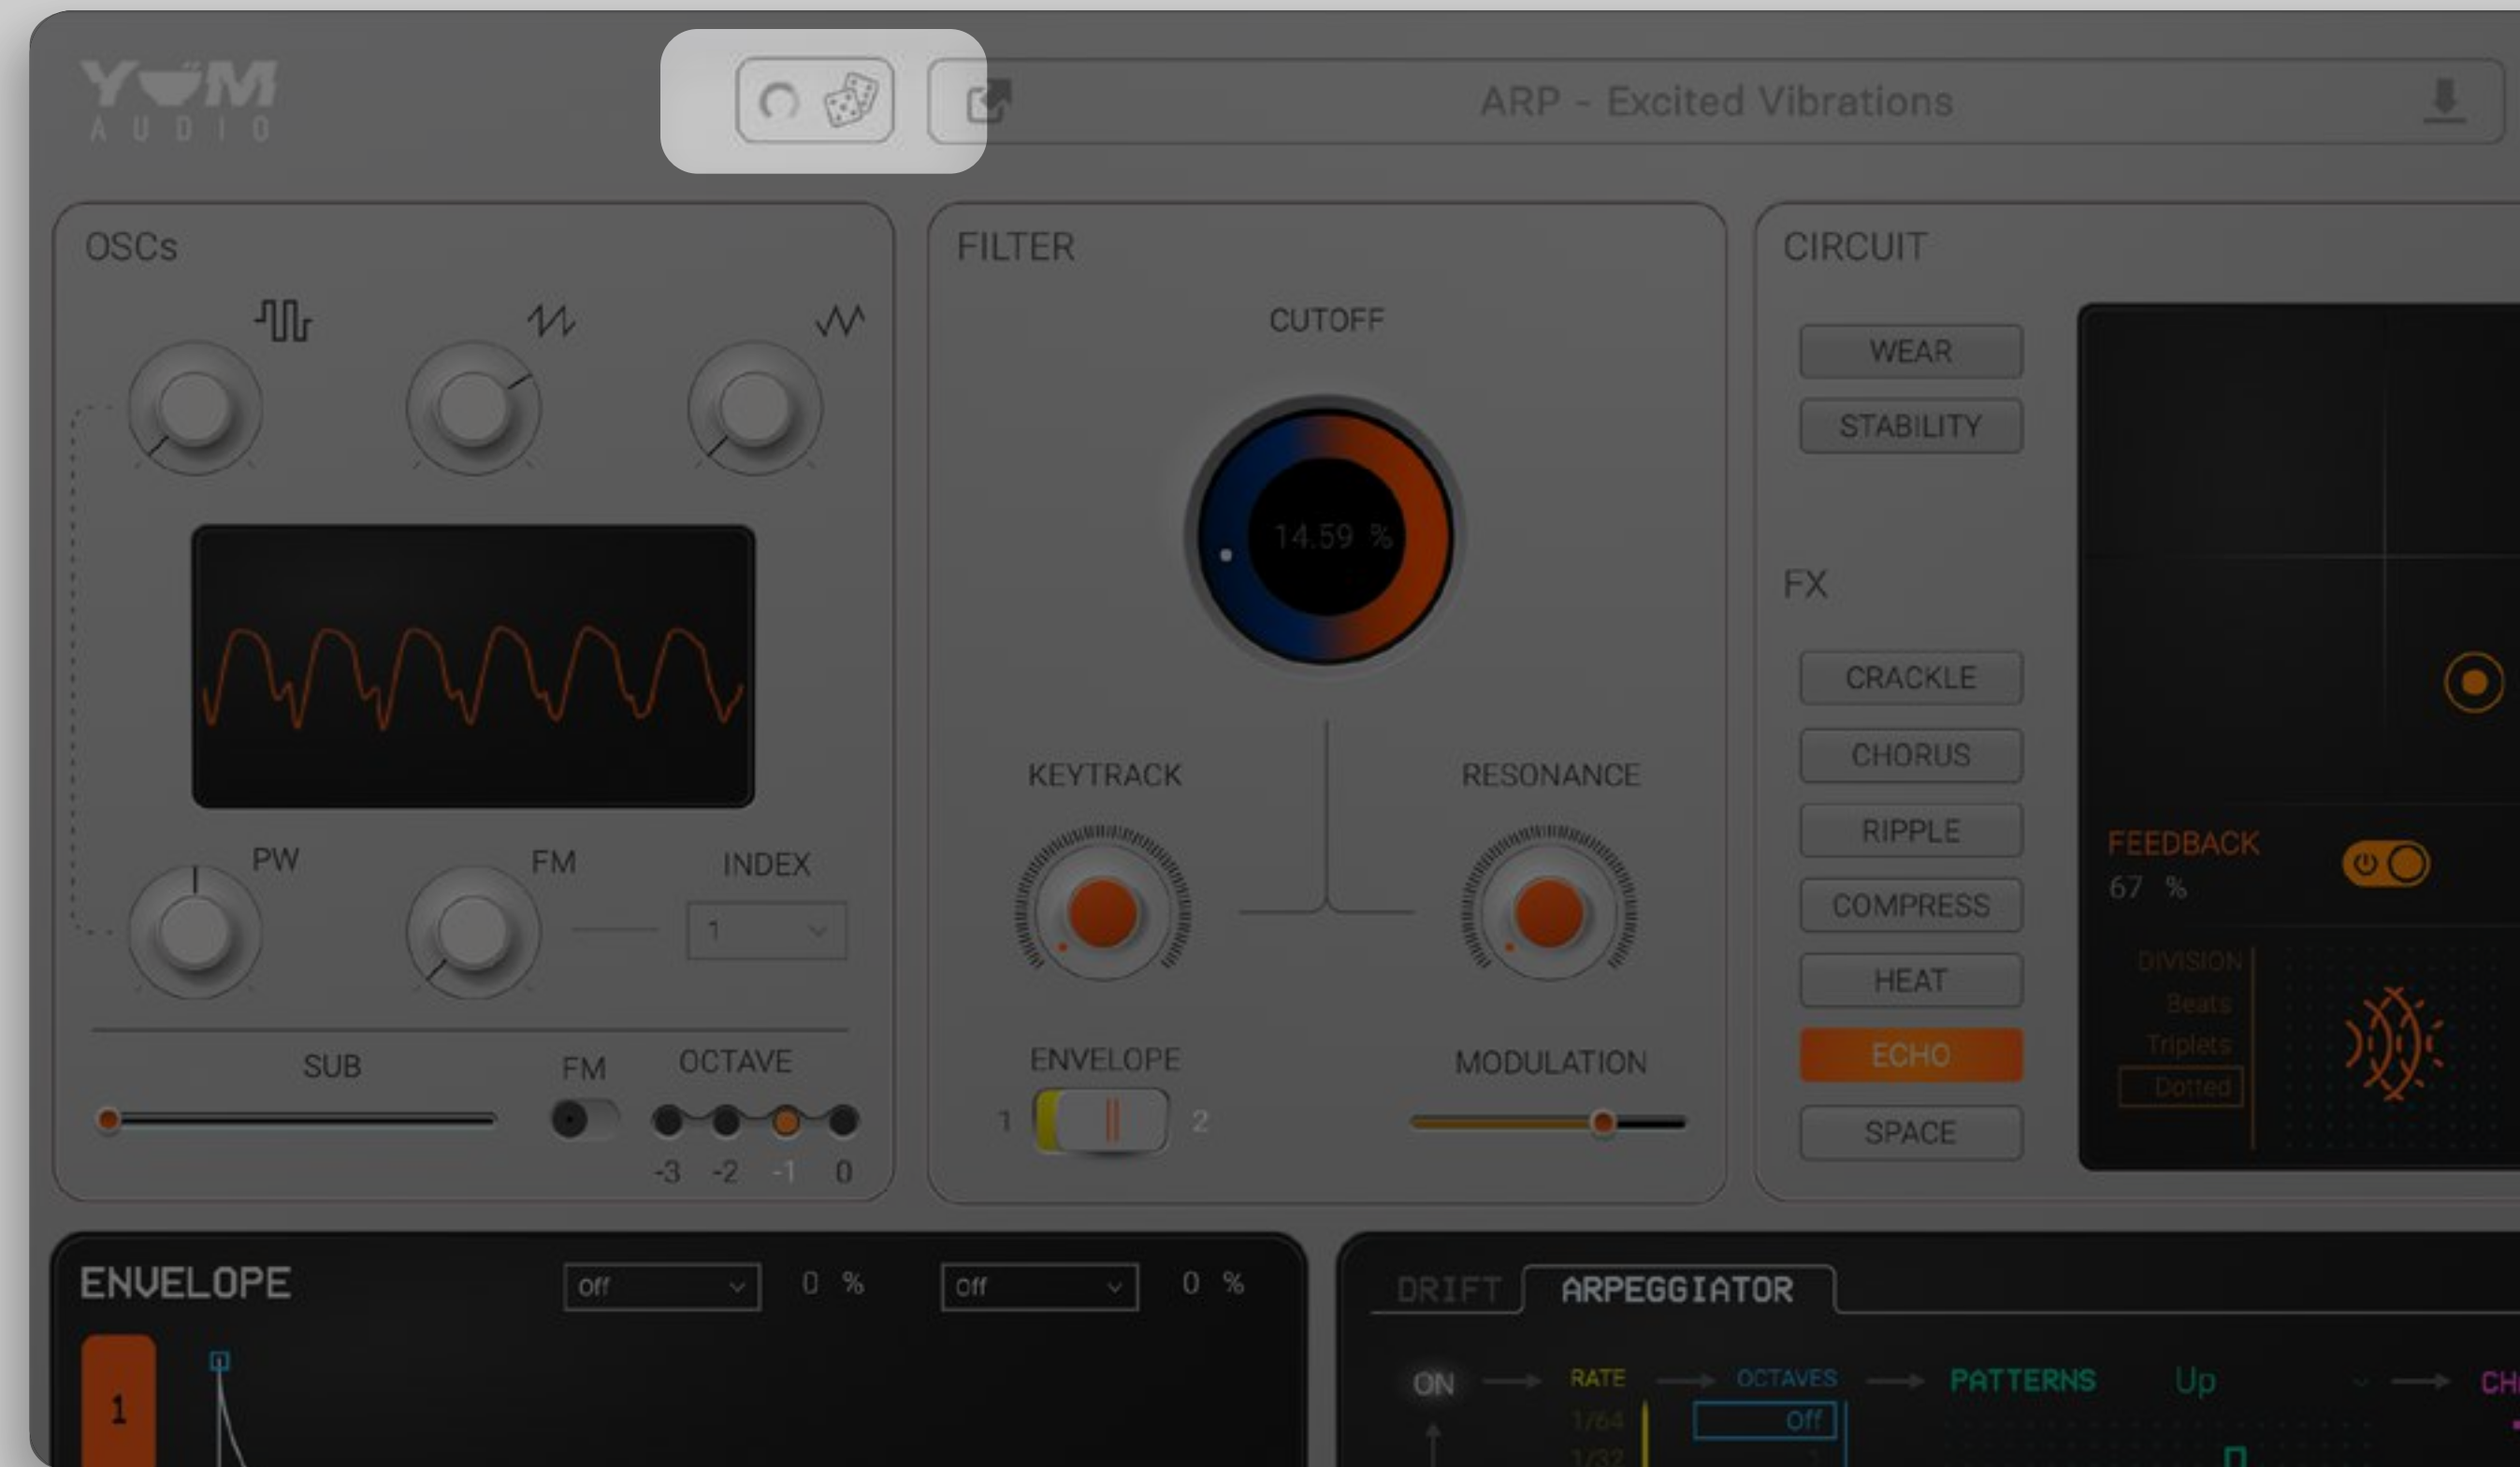 YUM
AUDIO
ARP - Excited Vibrations
OSCs
FILTER
CIRCUIT
CUTOFF
WEAR
STABILITY
14.59 %
FX
CRACKLE
KEYTRACK
RESONANCE
CHORUS
RIPPLE
FEEDBACK
67 %
PW
FM
INDEX
1
COMPRESS
HEAT
DIVISION
Beats
Triplets
Dotted
ECHO
SUB
FM
OCTAVE
-3 -2 -1 0
ENVELOPE
1
2
MODULATION
SPACE
ENVELOPE
Off
0 %
Off
0 %
DRIFT
ARPEGGIATOR
1
ON
RATE
OCTAVES
PATTERNS
Up
1/64
Off
1/32
1